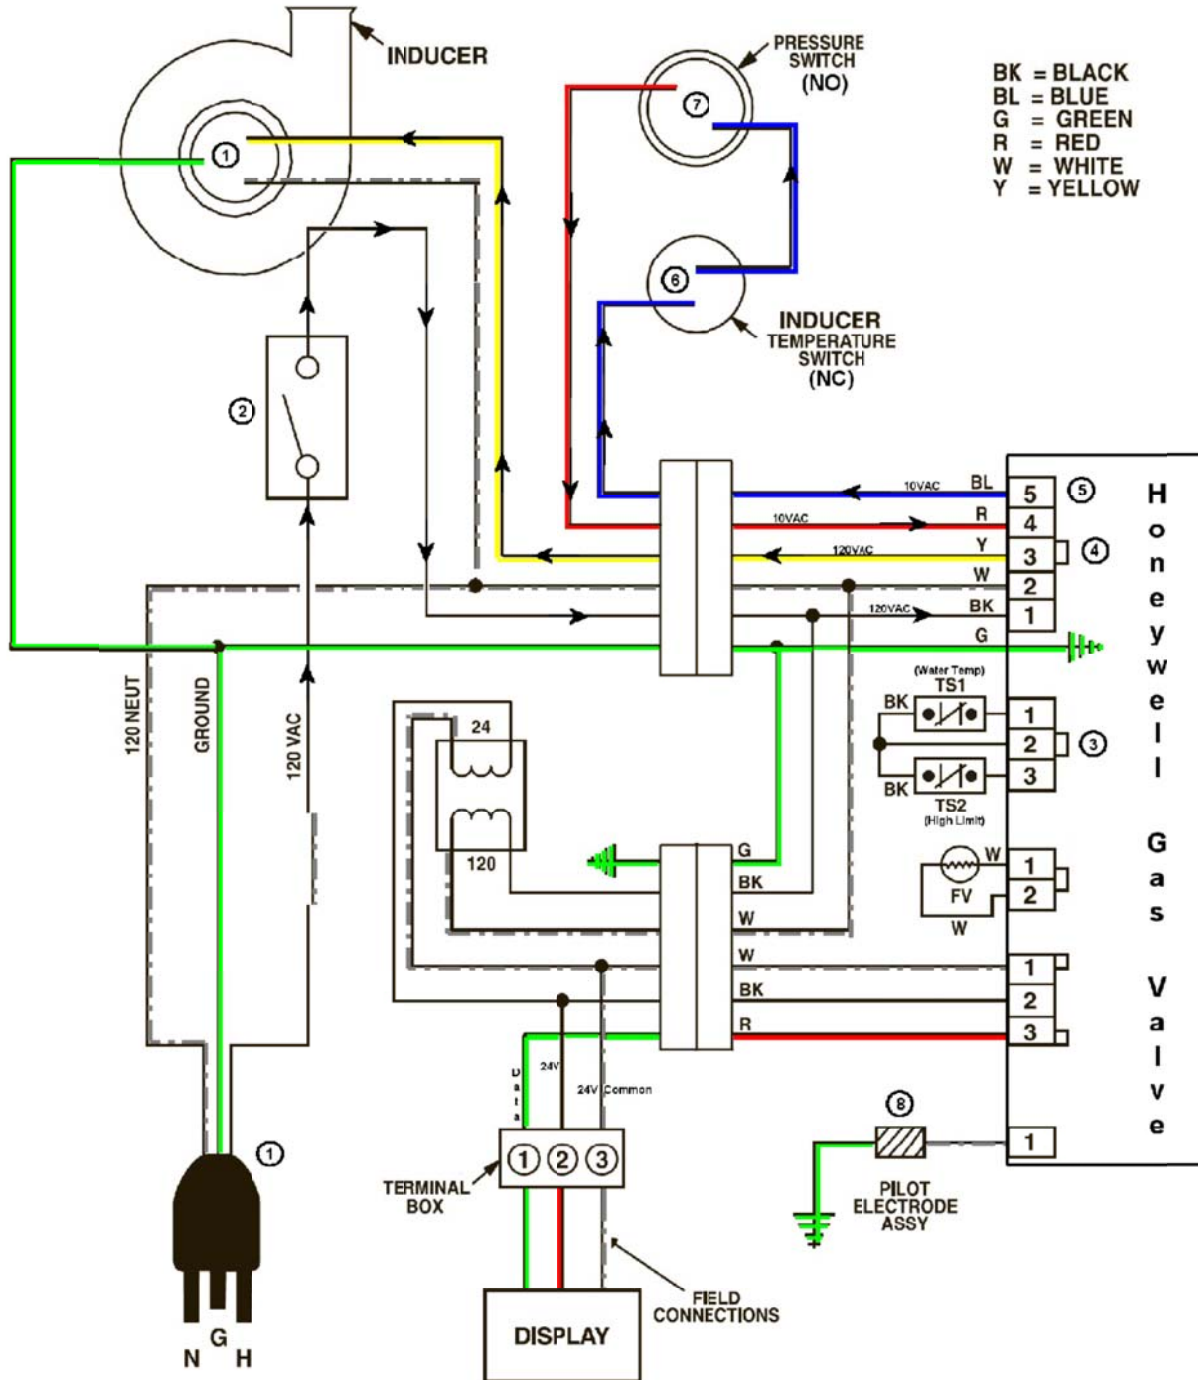 INDUCER
PRESSURE
SWITCH
(NO)
BK = BLACK
BL = BLUE
G = GREEN
R = RED
W = WHITE
Y = YELLOW
7
1
6
INDUCER
TEMPERATURE
SWITCH
(NC)
2
10VAC BL 5 5
10VAC R 4
120VAC Y 3 4
W 2
120VAC BK 1
G
Honeywell Gas Valve
120 NEUT
GROUND
120 VAC
(Water Temp)
TS1
BK 1
2 3
BK 3
TS2
(High Limit)
24
120
G
BK
W
W 1
FV 2
W
W 1
BK 2
R 3
Data
24V
24V Common
1 2 3
TERMINAL
BOX
8
1
PILOT
ELECTRODE
ASSY
1
FIELD
CONNECTIONS
DISPLAY
N G H